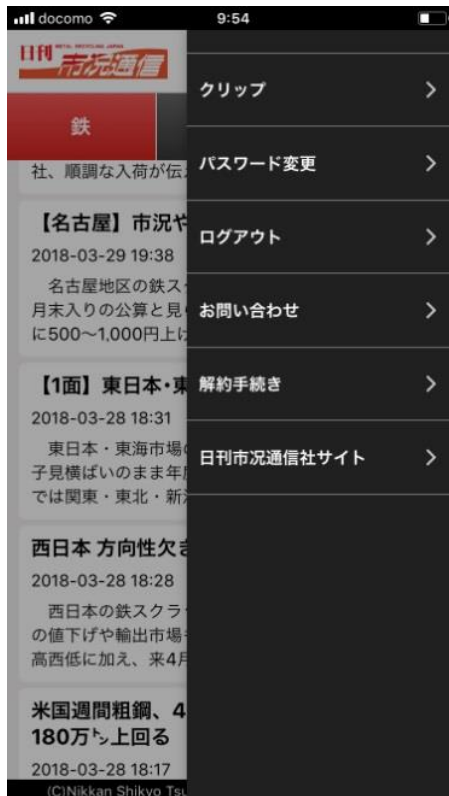 docomo
9:54
日刊
METAL RECYCLING JAPAN
市況通信
鉄
社、順調な入荷が伝
【名古屋】市況や
2018-03-29 19:38
名古屋地区の鉄ス
月末入りの公算と見
に500〜1,000円上げ
【1面】東日本・東
2018-03-28 18:31
東日本・東海市場
子見横ばいのまま年
では関東・東北・新
西日本 方向性欠き
2018-03-28 18:28
西日本の鉄スクラ
の値下げや輸出市場
高西低に加え、来4月
米国週間粗鋼、4
180万㌧上回る
2018-03-28 18:17
(C)Nikkan Shikyo Tsu
クリップ
パスワード変更
ログアウト
お問い合わせ
解約手続き
日刊市況通信社サイト